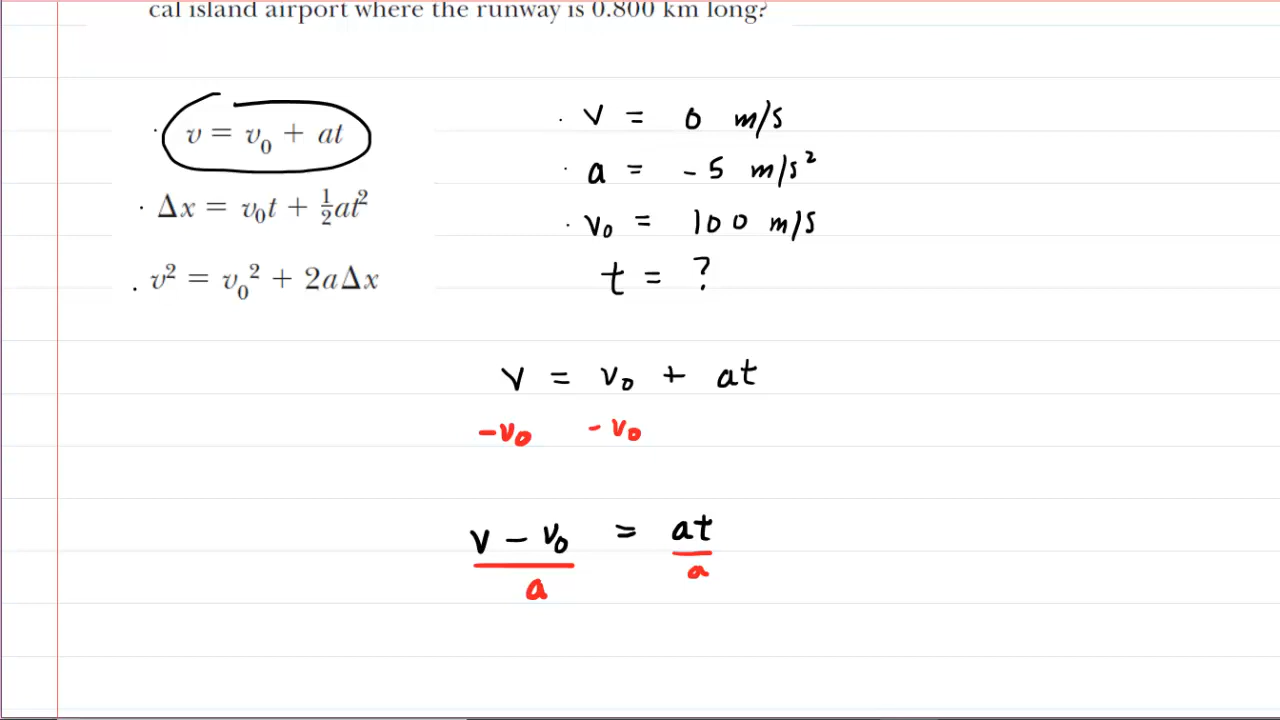 cal island airport where the runway is 0.800 km long?
v = v₀ + at
Δx = v₀t + ½at²
v² = v₀² + 2aΔx
v = 0 m/s
a = -5 m/s²
v₀ = 100 m/s
t = ?
v = v₀ + at
-v₀ -v₀
v - v₀ = at
a a